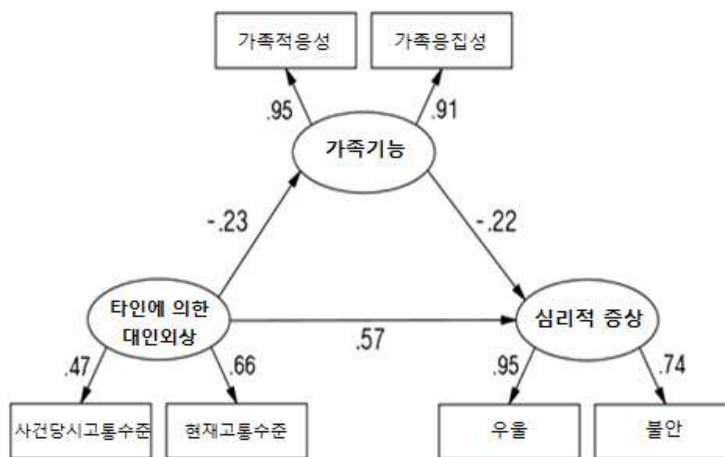 가족적응성
가족응집성
.95
.91
가족기능
-.23
-.22
타인에 의한
대인외상
심리적 증상
.57
.47
.66
.95
.74
사건당시고통수준
현재고통수준
우울
불안